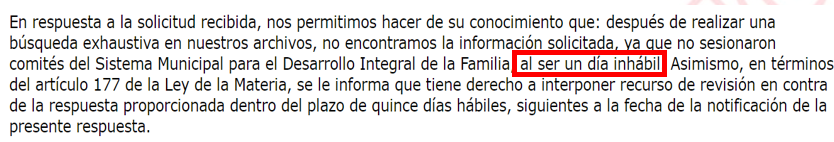 En respuesta a la solicitud recibida, nos permitimos hacer de su conocimiento que: después de realizar una
búsqueda exhaustiva en nuestros archivos, no encontramos la información solicitada, ya que no sesionaron
comités del Sistema Municipal para el Desarrollo Integral de la Familia al ser un día inhábil Asimismo, en términos
del artículo 177 de la Ley de la Materia, se le informa que tiene derecho a interponer recurso de revisión en contra
de la respuesta proporcionada dentro del plazo de quince días hábiles, siguientes a la fecha de la notificación de la
presente respuesta.